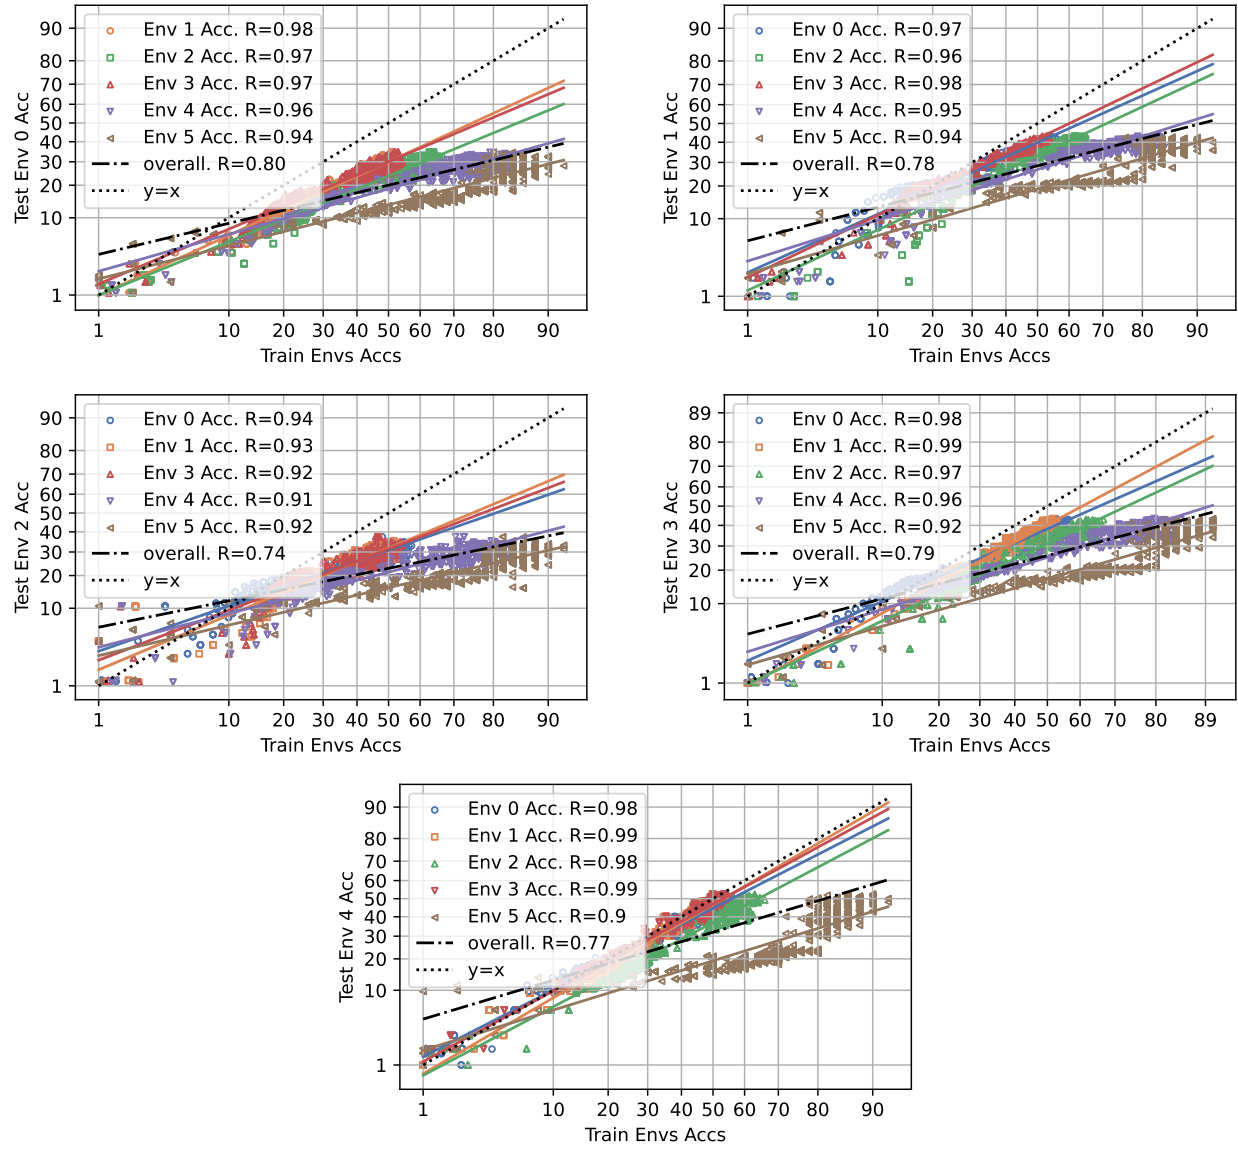 90
80
70
60
50
40
30
20
10
1
Test Env 0 Acc
Env 1 Acc. R=0.98
Env 2 Acc. R=0.97
Env 3 Acc. R=0.97
Env 4 Acc. R=0.96
Env 5 Acc. R=0.94
overall. R=0.80
y=x
1 10 20 30 40 50 60 70 80 90
Train Envs Accs
90
80
70
60
50
40
30
20
10
1
Test Env 1 Acc
Env 0 Acc. R=0.97
Env 2 Acc. R=0.96
Env 3 Acc. R=0.98
Env 4 Acc. R=0.95
Env 5 Acc. R=0.94
overall. R=0.78
y=x
1 10 20 30 40 50 60 70 80 90
Train Envs Accs
90
80
70
60
50
40
30
20
10
1
Test Env 2 Acc
Env 0 Acc. R=0.94
Env 1 Acc. R=0.93
Env 3 Acc. R=0.92
Env 4 Acc. R=0.91
Env 5 Acc. R=0.92
overall. R=0.74
y=x
1 10 20 30 40 50 60 70 80 90
Train Envs Accs
89
80
70
60
50
40
30
20
10
1
Test Env 3 Acc
Env 0 Acc. R=0.98
Env 1 Acc. R=0.99
Env 2 Acc. R=0.97
Env 4 Acc. R=0.96
Env 5 Acc. R=0.92
overall. R=0.79
y=x
1 10 20 30 40 50 60 70 80 89
Train Envs Accs
90
80
70
60
50
40
30
20
10
1
Test Env 4 Acc
Env 0 Acc. R=0.98
Env 1 Acc. R=0.99
Env 2 Acc. R=0.98
Env 3 Acc. R=0.99
Env 5 Acc. R=0.9
overall. R=0.77
y=x
1 10 20 30 40 50 60 70 80 90
Train Envs Accs